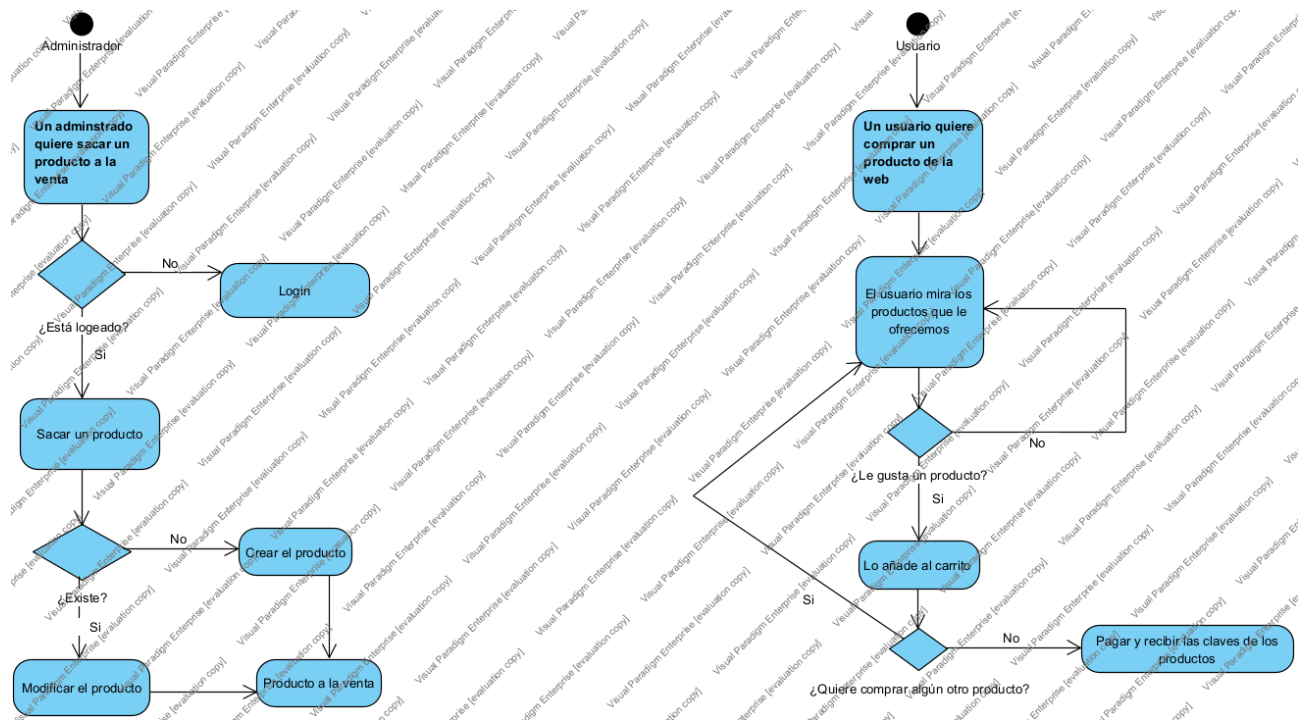 Administrador
Un adminstrado
quiere sacar un
producto a la
venta
No
Login
¿Está logeado?
Si
Sacar un producto
No
Crear el producto
¿Existe?
Si
Modificar el producto
Producto a la venta
Usuario
Un usuario quiere
comprar un
producto de la
web
El usuario mira los
productos que le
ofrecemos
No
¿Le gusta un producto?
Si
Lo añade al carrito
Si
No
Pagar y recibir las claves de los
productos
¿Quiere comprar algún otro producto?
Visual Paradigm Enterprise [evaluation copy]